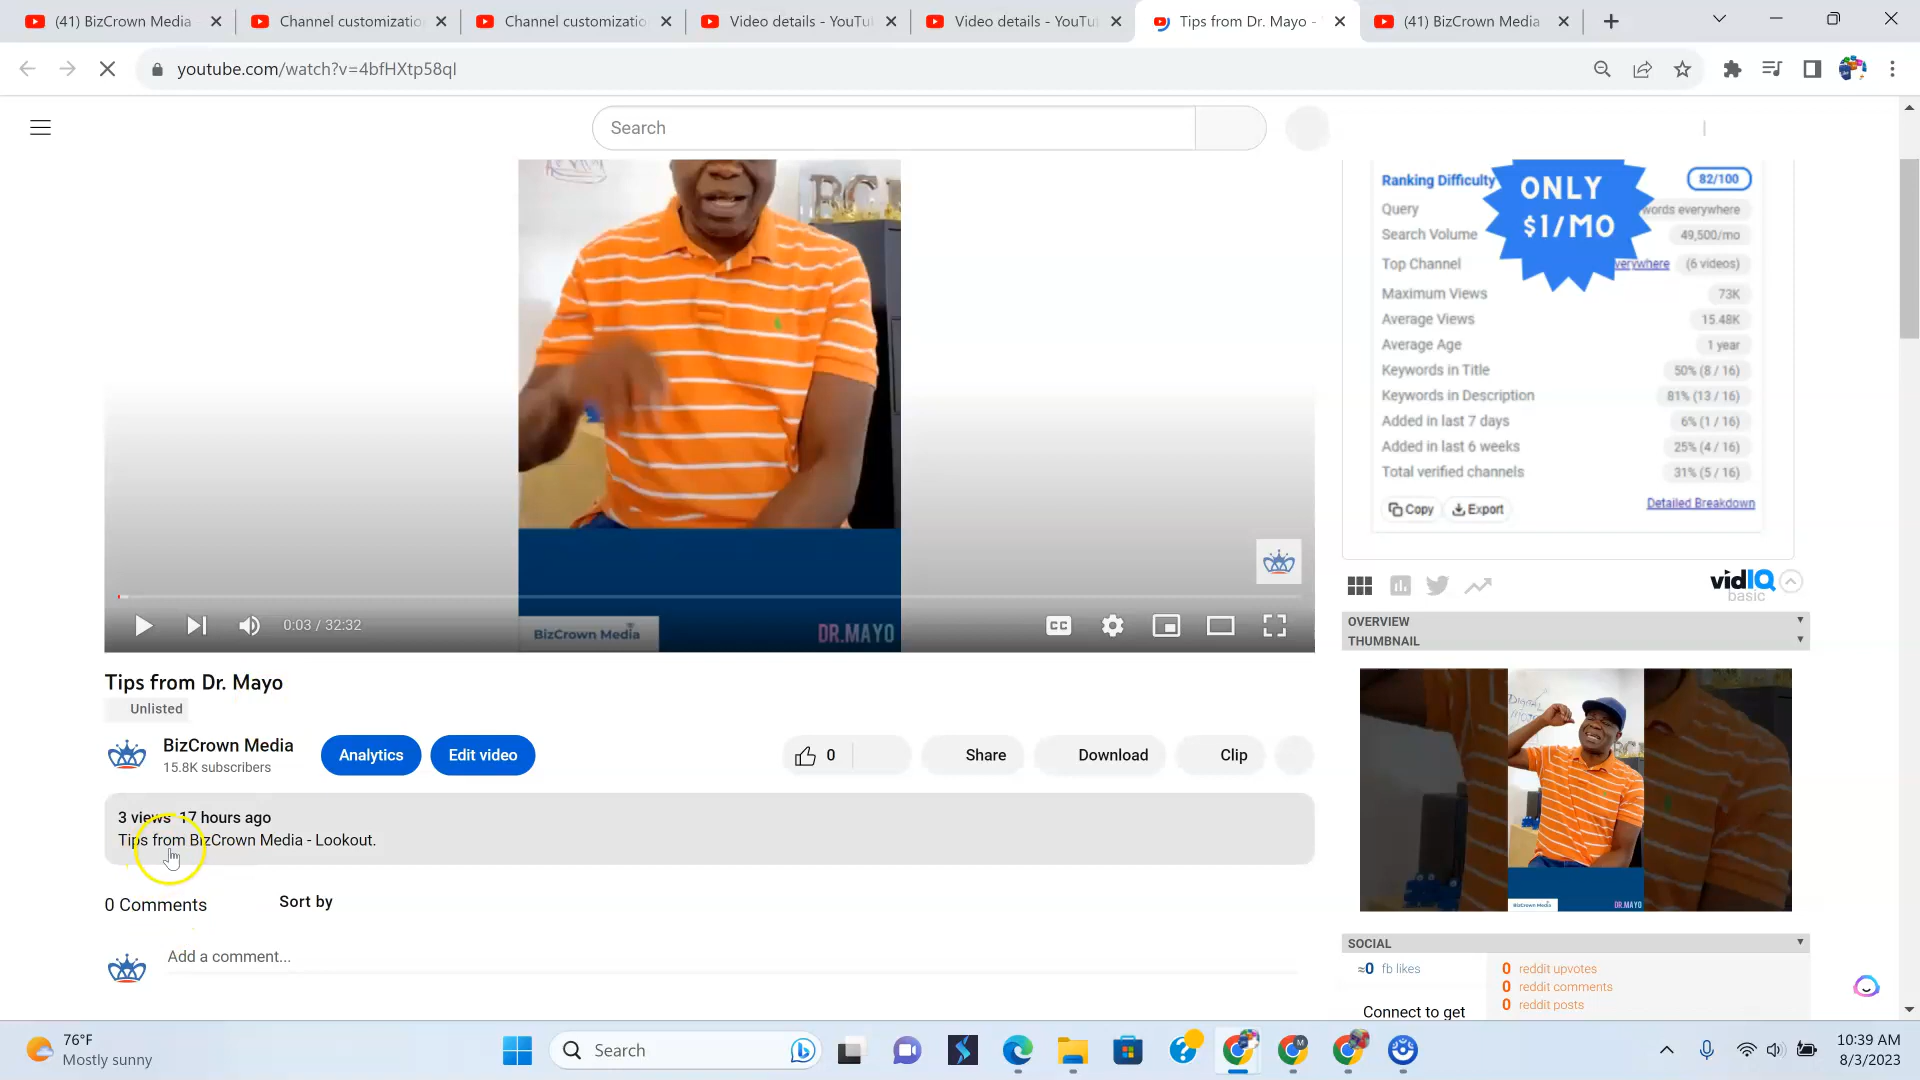 (41) BizCrown Media
Channel customizatio
Channel customizatio
Video details - YouTu
Video details - YouTu
Tips from Dr. Mayo -
(41) BizCrown Media
youtube.com/watch?v=4bfHXtp58qI
Search
Ranking Difficulty 82/100
ONLY
$1/MO
Query words everywhere
Search Volume 49,500/mo
Top Channel everywhere (6 videos)
Maximum Views 73K
Average Views 15.48K
Average Age 1 year
Keywords in Title 50% (8 / 16)
Keywords in Description 81% (13 / 16)
Added in last 7 days 6% (1 / 16)
Added in last 6 weeks 25% (4 / 16)
Total verified channels 31% (5 / 16)
Copy Export Detailed Breakdown
BizCrown Media
DR.MAYO
0:03 / 32:32
CC
vidIQ
basic
OVERVIEW
THUMBNAIL
Tips from Dr. Mayo
Unlisted
BizCrown Media
15.8K subscribers
Analytics
Edit video
0
Share
Download
Clip
3 views 17 hours ago
Tips from BizCrown Media - Lookout.
0 Comments
Sort by
Add a comment...
BizCrown Media
DR.MAYO
SOCIAL
≈0 fb likes
0 reddit upvotes
0 reddit comments
0 reddit posts
Connect to get
76°F
Mostly sunny
Search
10:39 AM
8/3/2023